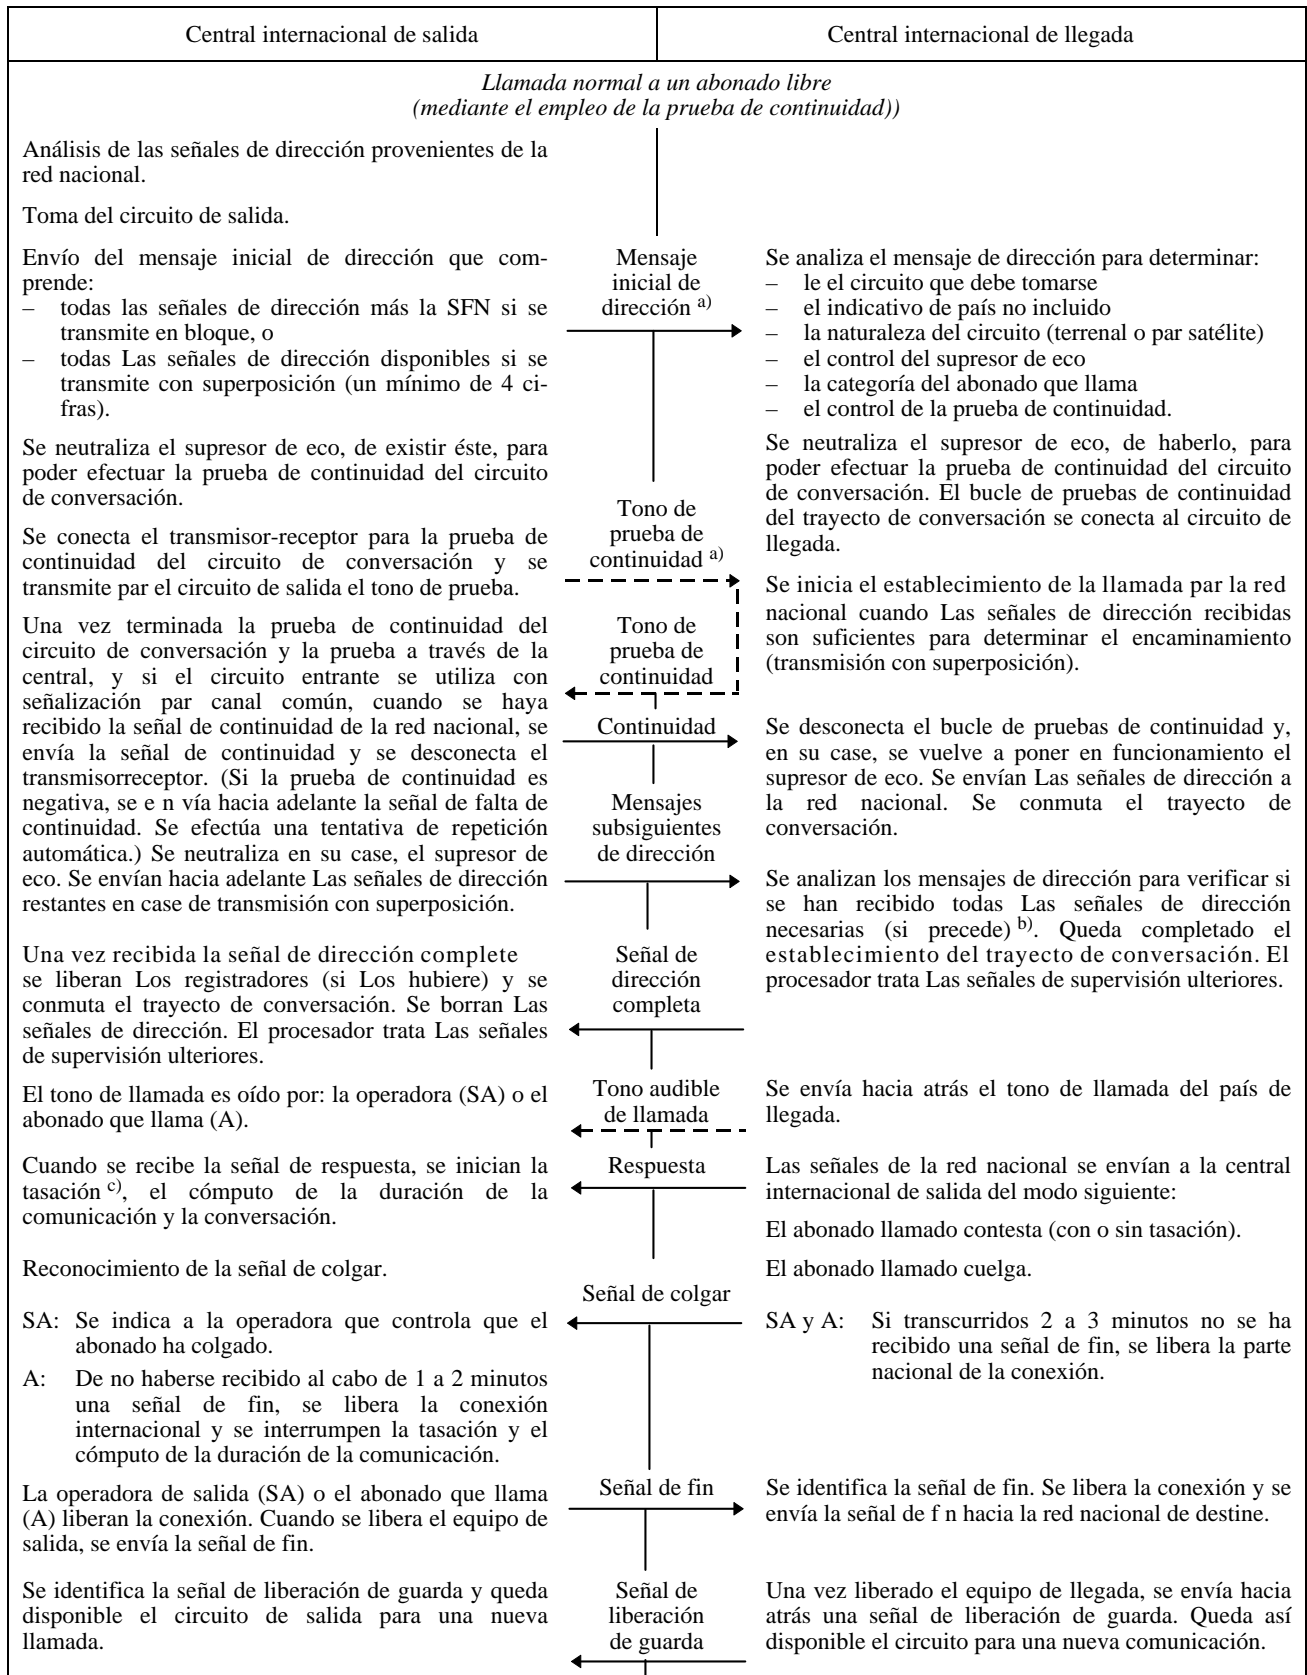 Central internacional de salida
Central internacional de llegada
Llamada normal a un abonado libre
(mediante el empleo de la prueba de continuidad))
Análisis de las señales de dirección provenientes de la
red nacional.
Toma del circuito de salida.
Envío del mensaje inicial de dirección que com-
prende:
– todas las señales de dirección más la SFN si se
transmite en bloque, o
– todas Las señales de dirección disponibles si se
transmite con superposición (un mínimo de 4 ci-
fras).
Mensaje
inicial de
dirección a)
Se analiza el mensaje de dirección para determinar:
– le el circuito que debe tomarse
– el indicativo de país no incluido
– la naturaleza del circuito (terrenal o par satélite)
– el control del supresor de eco
– la categoría del abonado que llama
– el control de la prueba de continuidad.
Se neutraliza el supresor de eco, de existir éste, para
poder efectuar la prueba de continuidad del circuito
de conversación.
Se neutraliza el supresor de eco, de haberlo, para
poder efectuar la prueba de continuidad del circuito
de conversación. El bucle de pruebas de continuidad
del trayecto de conversación se conecta al circuito de
llegada.
Se conecta el transmisor-receptor para la prueba de
continuidad del circuito de conversación y se
transmite par el circuito de salida el tono de prueba.
Tono de
prueba de
continuidad a)
Se inicia el establecimiento de la llamada par la red
nacional cuando Las señales de dirección recibidas
son suficientes para determinar el encaminamiento
(transmisión con superposición).
Una vez terminada la prueba de continuidad del
circuito de conversación y la prueba a través de la
central, y si el circuito entrante se utiliza con
señalización par canal común, cuando se haya
recibido la señal de continuidad de la red nacional, se
envía la señal de continuidad y se desconecta el
transmisorreceptor. (Si la prueba de continuidad es
negativa, se e n vía hacia adelante la señal de falta de
continuidad. Se efectúa una tentativa de repetición
automática.) Se neutraliza en su case, el supresor de
eco. Se envían hacia adelante Las señales de dirección
restantes en case de transmisión con superposición.
Tono de
prueba de
continuidad
Continuidad
Se desconecta el bucle de pruebas de continuidad y,
en su case, se vuelve a poner en funcionamiento el
supresor de eco. Se envían Las señales de dirección a
la red nacional. Se conmuta el trayecto de
conversación.
Mensajes
subsiguientes
de dirección
Se analizan los mensajes de dirección para verificar si
se han recibido todas Las señales de dirección
necesarias (si precede) b). Queda completado el
establecimiento del trayecto de conversación. El
procesador trata Las señales de supervisión ulteriores.
Una vez recibida la señal de dirección complete
se liberan Los registradores (si Los hubiere) y se
conmuta el trayecto de conversación. Se borran Las
señales de dirección. El procesador trata Las señales
de supervisión ulteriores.
Señal de
dirección
completa
El tono de llamada es oído por: la operadora (SA) o el
abonado que llama (A).
Tono audible
de llamada
Se envía hacia atrás el tono de llamada del país de
llegada.
Cuando se recibe la señal de respuesta, se inician la
tasación c), el cómputo de la duración de la
comunicación y la conversación.
Respuesta
Las señales de la red nacional se envían a la central
internacional de salida del modo siguiente:
El abonado llamado contesta (con o sin tasación).
Reconocimiento de la señal de colgar.
El abonado llamado cuelga.
Señal de colgar
SA: Se indica a la operadora que controla que el
abonado ha colgado.
SA y A: Si transcurridos 2 a 3 minutos no se ha
recibido una señal de fin, se libera la parte
nacional de la conexión.
A: De no haberse recibido al cabo de 1 a 2 minutos
una señal de fin, se libera la conexión
internacional y se interrumpen la tasación y el
cómputo de la duración de la comunicación.
La operadora de salida (SA) o el abonado que llama
(A) liberan la conexión. Cuando se libera el equipo de
salida, se envía la señal de fin.
Señal de fin
Se identifica la señal de fin. Se libera la conexión y se
envía la señal de f n hacia la red nacional de destine.
Se identifica la señal de liberación de guarda y queda
disponible el circuito de salida para una nueva
llamada.
Señal de
liberación
de guarda
Una vez liberado el equipo de llegada, se envía hacia
atrás una señal de liberación de guarda. Queda así
disponible el circuito para una nueva comunicación.